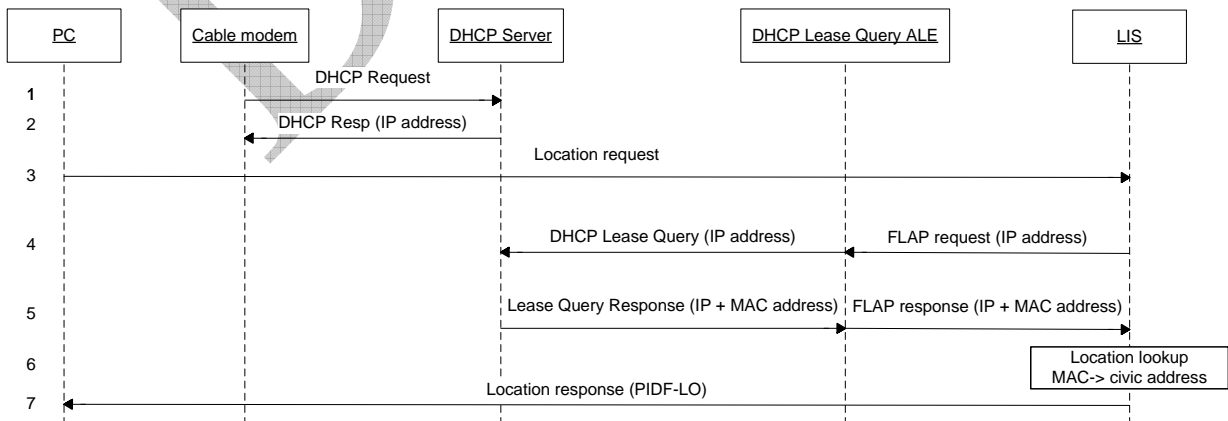 PC
Cable modem
DHCP Server
DHCP Lease Query ALE
LIS
1
DHCP Request
2
DHCP Resp (IP address)
3
Location request
4
DHCP Lease Query (IP address)
FLAP request (IP address)
5
Lease Query Response (IP + MAC address)
FLAP response (IP + MAC address)
6
Location lookup
MAC-> civic address
7
Location response (PIDF-LO)